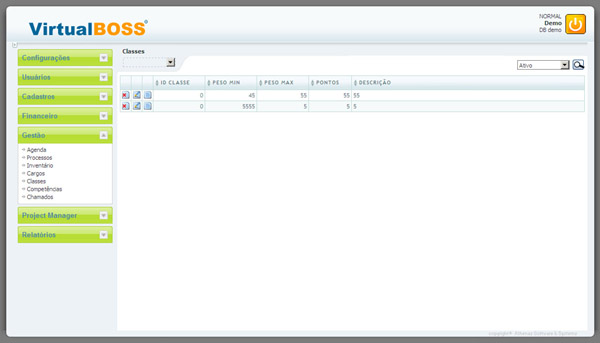 VirtualBOSS®
NORMAL
Demo
DB demo
Configurações
Usuários
Cadastros
Financeiro
Gestão
Agenda
Processos
Inventário
Cargos
Classes
Competências
Chamados
Project Manager
Relatórios
Classes
Ativo
ID CLASSE PESO MIN PESO MAX PONTOS DESCRIÇÃO
0 45 55 55 55
0 5555 5 5 5